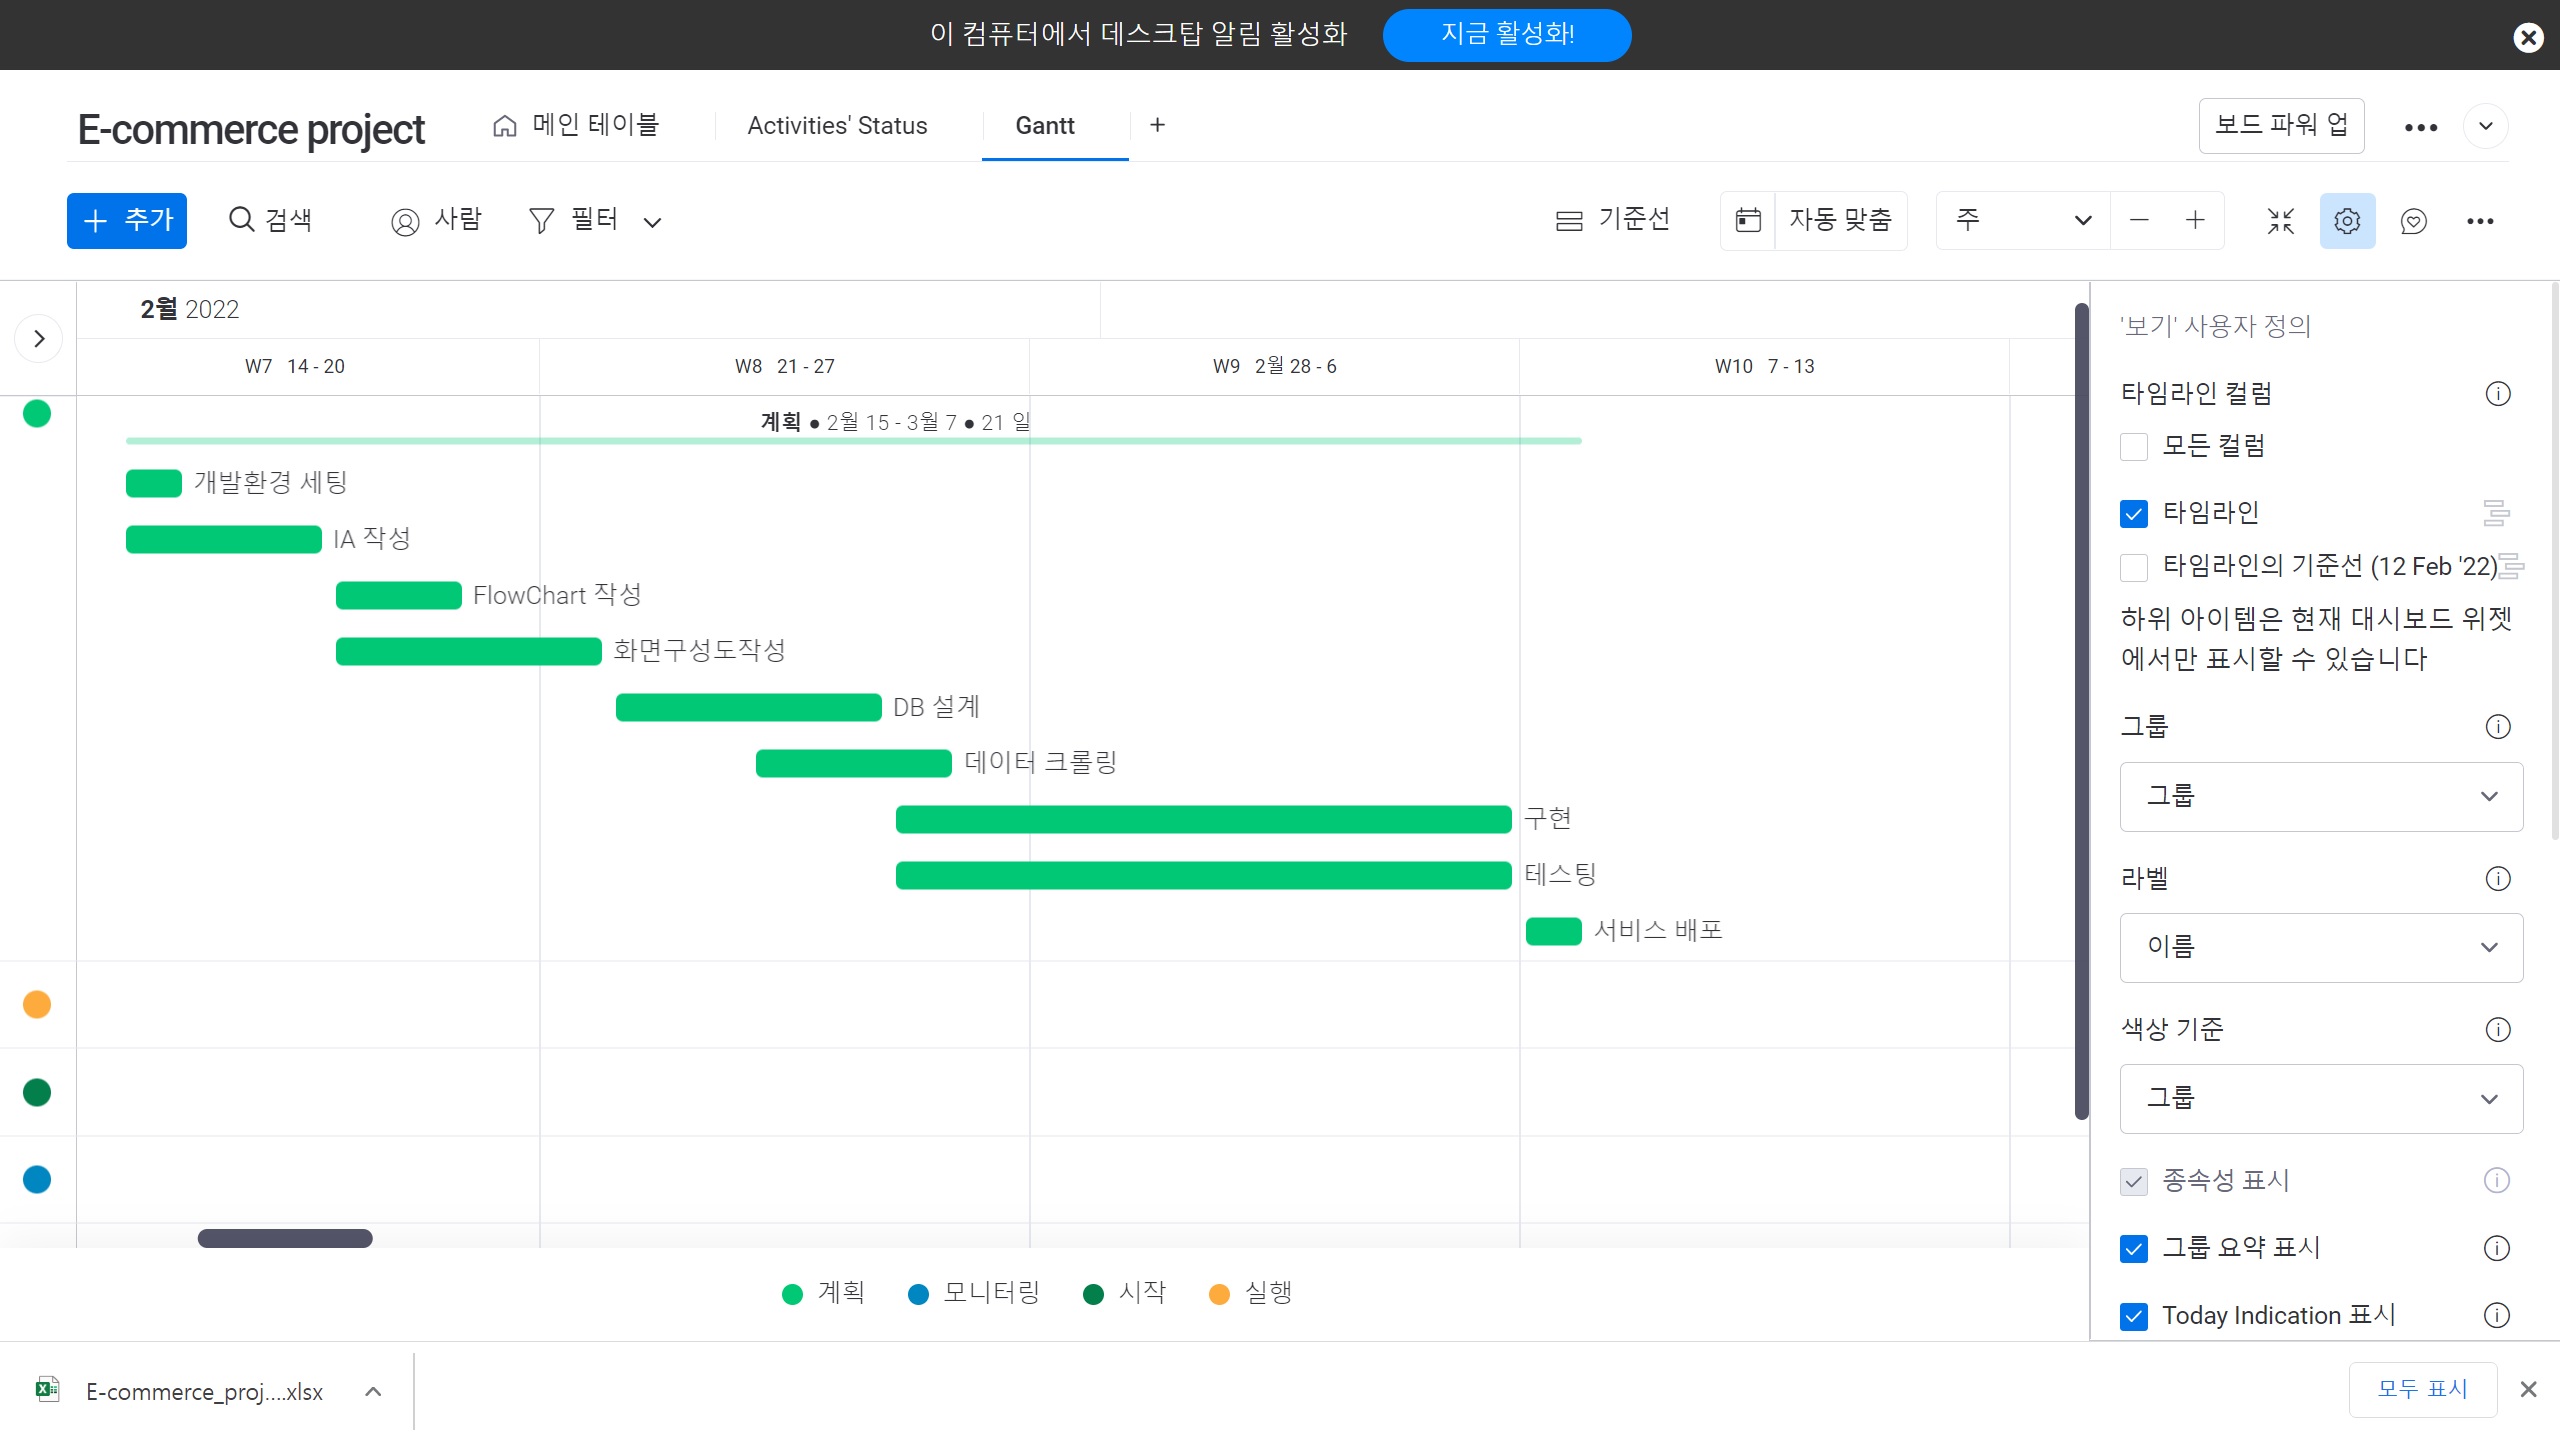 이 컴퓨터에서 데스크탑 알림 활성화 지금 활성화!
E-commerce project 메인 테이블 Activities' Status Gantt + 보드 파워 업
추가 검색 사람 필터 기준선 자동 맞춤 주
2월 2022
W7 14 - 20 W8 21 - 27 W9 2월 28 - 6 W10 7 - 13
계획 ● 2월 15 - 3월 7 ● 21 일
개발환경 세팅
IA 작성
FlowChart 작성
화면구성도작성
DB 설계
데이터 크롤링
구현
테스팅
서비스 배포
계획 모니터링 시작 실행
'보기' 사용자 정의
타임라인 컬럼
모든 컬럼
타임라인
타임라인의 기준선 (12 Feb '22)
하위 아이템은 현재 대시보드 위젯
에서만 표시할 수 있습니다
그룹
그룹
라벨
이름
색상 기준
그룹
종속성 표시
그룹 요약 표시
Today Indication 표시
E-commerce_proj....xlsx 모두 표시